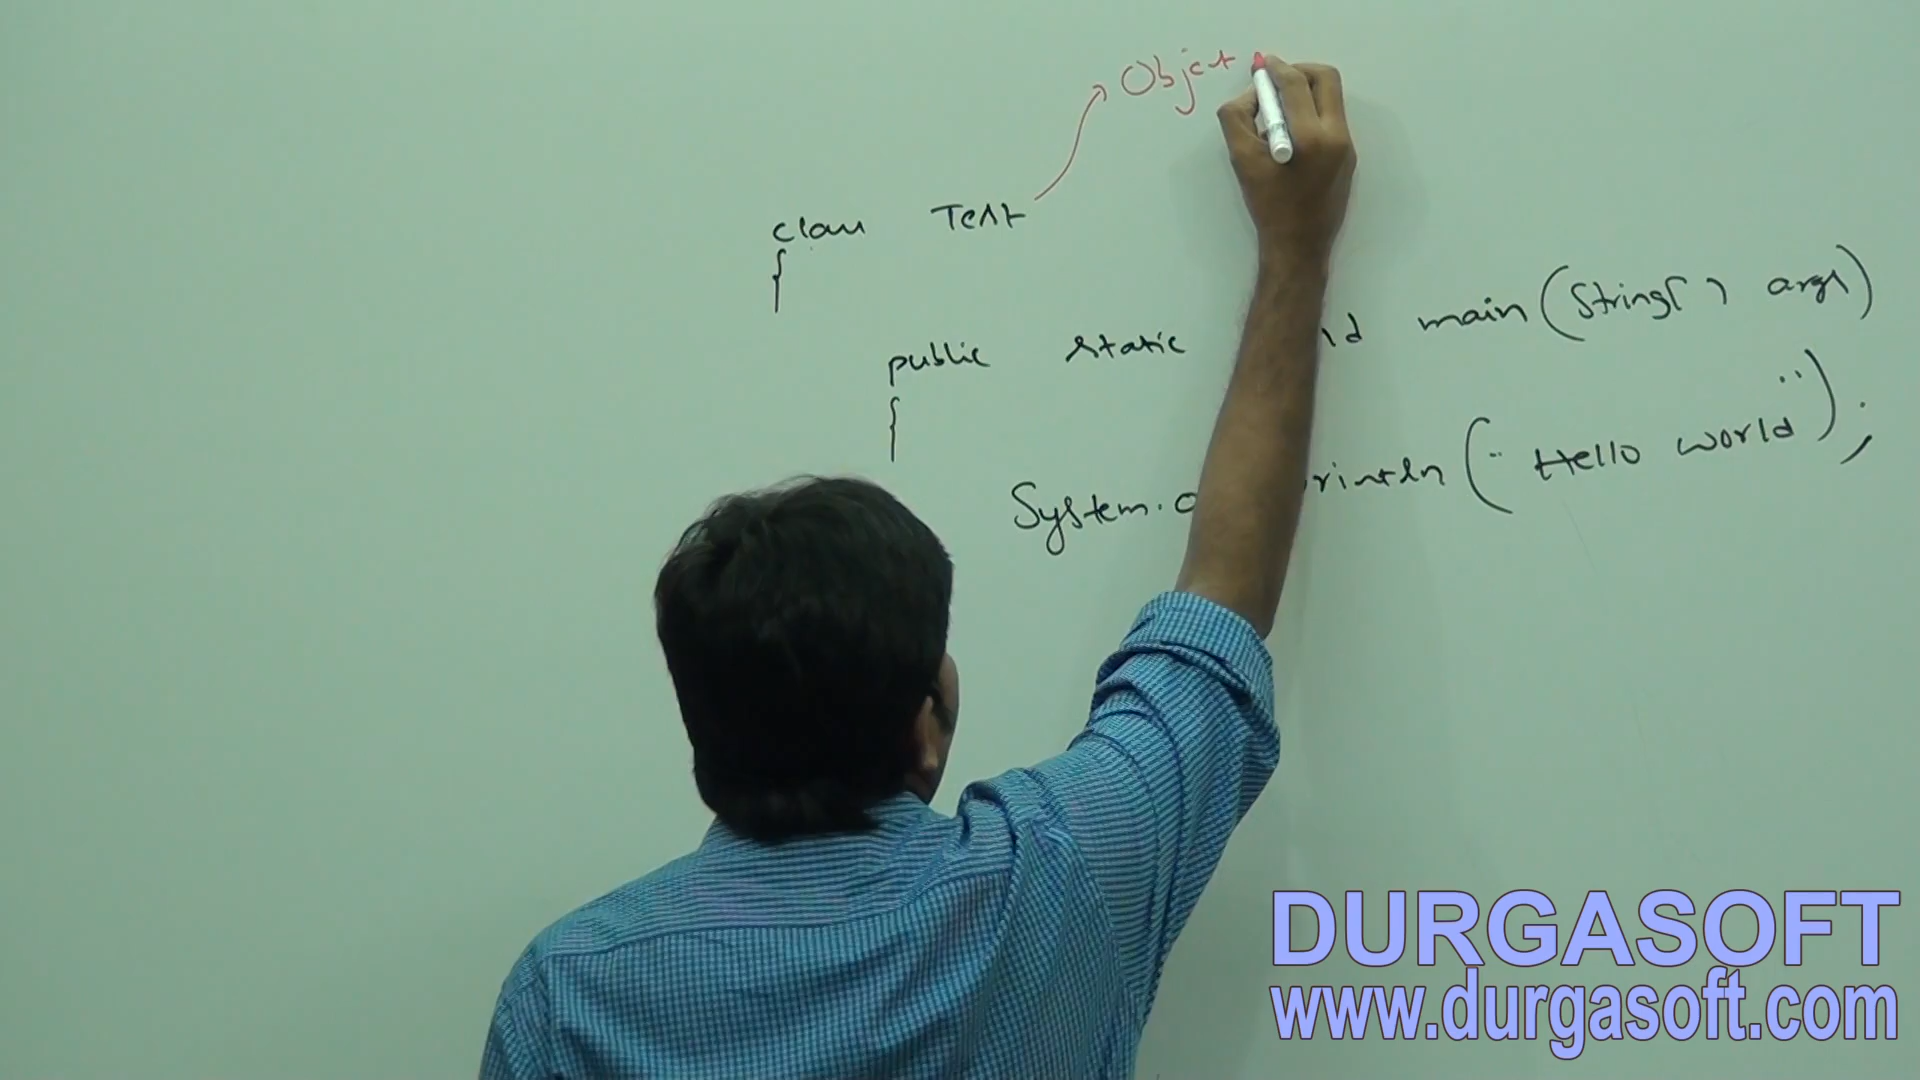 Object
class Test
{
public static main(String[] args)
{
System. ("Hello world");
DURGASOFT
www.durgasoft.com